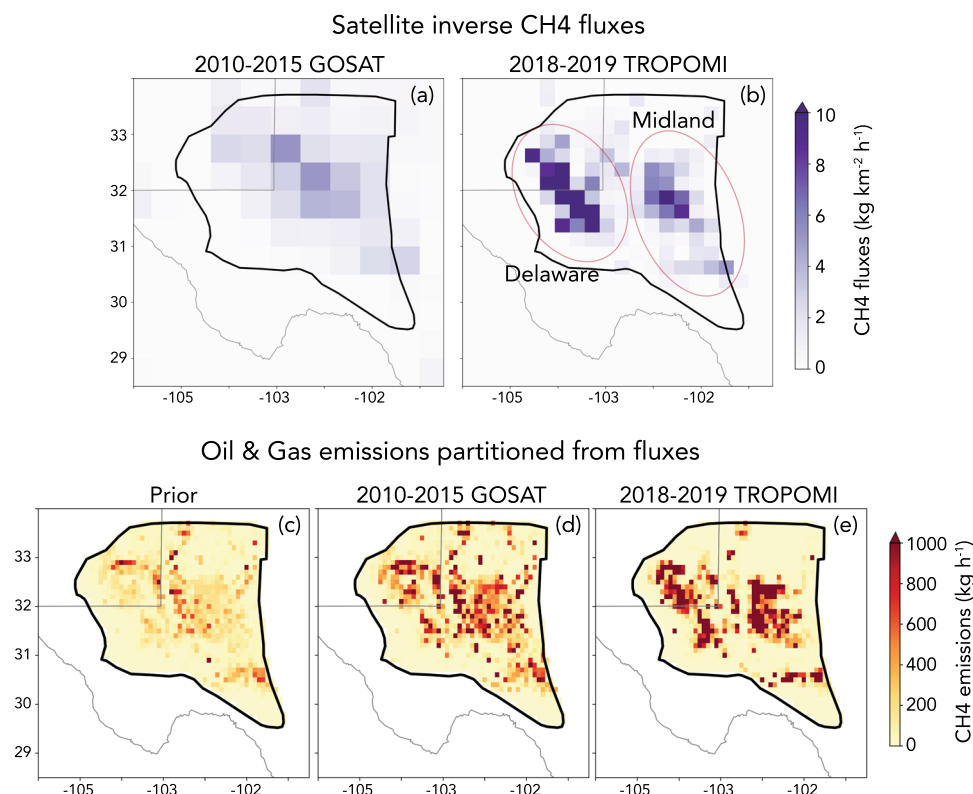 Satellite inverse CH4 fluxes
2010-2015 GOSAT
2018-2019 TROPOMI
(a)
(b)
Midland
Delaware
33
32
31
30
29
-105
-103
-102
-105
-103
-102
10
8
6
4
2
0
CH4 fluxes (kg km-2 h-1)
Oil & Gas emissions partitioned from fluxes
Prior
2010-2015 GOSAT
2018-2019 TROPOMI
(c)
(d)
(e)
33
32
31
30
29
-105
-103
-102
-105
-103
-102
-105
-103
-102
1000
800
600
400
200
0
CH4 emissions (kg h-1)